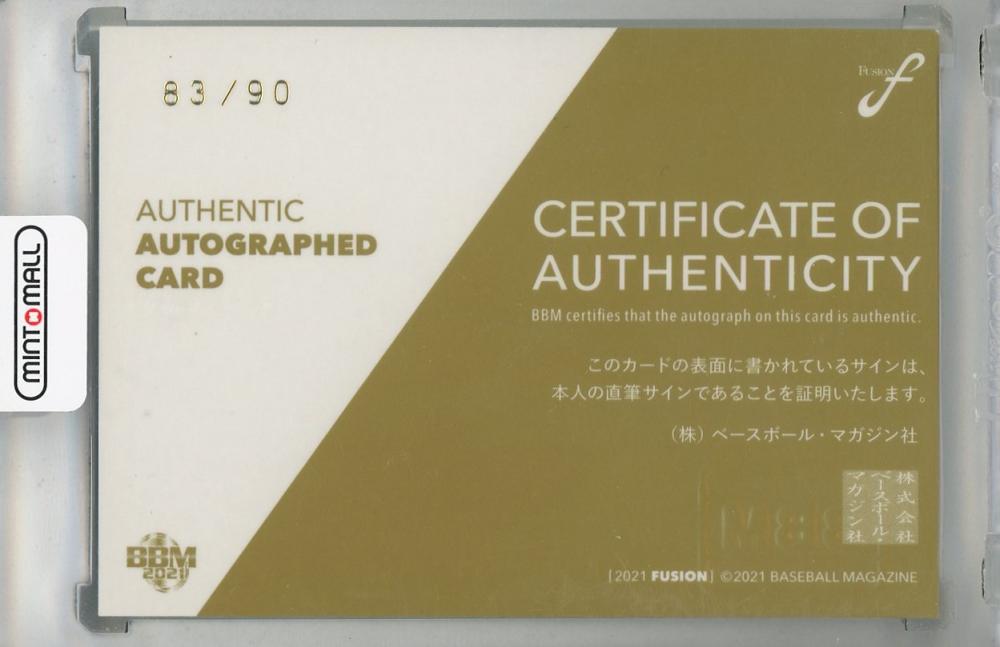 83/90
FUSION
f
AUTHENTIC
AUTOGRAPHED
CARD
CERTIFICATE OF
AUTHENTICITY
BBM certifies that the autograph on this card is authentic.
このカードの表面に書かれているサインは、
本人の直筆サインであることを証明いたします。
（株）ベースボール・マガジン社
株式会社
ベースボール・
マガジン社
BBM
2021
[2021 FUSION] ©2021 BASEBALL MAGAZINE
MINTOMALL